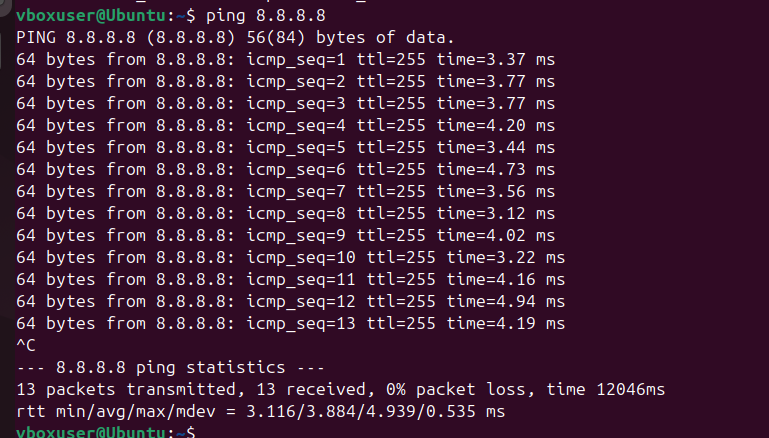 vboxuser@Ubuntu:~$ ping 8.8.8.8
PING 8.8.8.8 (8.8.8.8) 56(84) bytes of data.
64 bytes from 8.8.8.8: icmp_seq=1 ttl=255 time=3.37 ms
64 bytes from 8.8.8.8: icmp_seq=2 ttl=255 time=3.77 ms
64 bytes from 8.8.8.8: icmp_seq=3 ttl=255 time=3.77 ms
64 bytes from 8.8.8.8: icmp_seq=4 ttl=255 time=4.20 ms
64 bytes from 8.8.8.8: icmp_seq=5 ttl=255 time=3.44 ms
64 bytes from 8.8.8.8: icmp_seq=6 ttl=255 time=4.73 ms
64 bytes from 8.8.8.8: icmp_seq=7 ttl=255 time=3.56 ms
64 bytes from 8.8.8.8: icmp_seq=8 ttl=255 time=3.12 ms
64 bytes from 8.8.8.8: icmp_seq=9 ttl=255 time=4.02 ms
64 bytes from 8.8.8.8: icmp_seq=10 ttl=255 time=3.22 ms
64 bytes from 8.8.8.8: icmp_seq=11 ttl=255 time=4.16 ms
64 bytes from 8.8.8.8: icmp_seq=12 ttl=255 time=4.94 ms
64 bytes from 8.8.8.8: icmp_seq=13 ttl=255 time=4.19 ms
^C
--- 8.8.8.8 ping statistics ---
13 packets transmitted, 13 received, 0% packet loss, time 12046ms
rtt min/avg/max/mdev = 3.116/3.884/4.939/0.535 ms
vboxuser@Ubuntu:~$